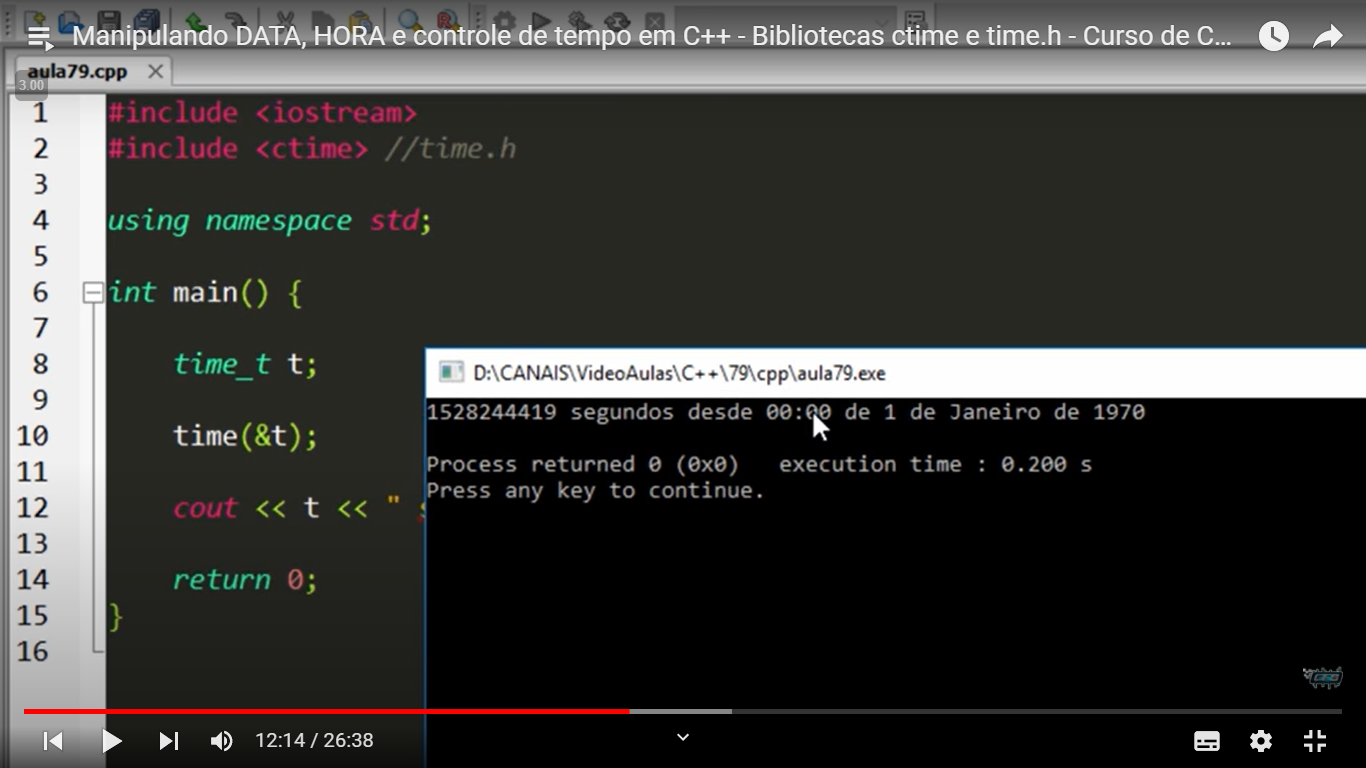 Manipulando DATA, HORA e controle de tempo em C++ - Bibliotecas ctime e time.h - Curso de C...
aula79.cpp
3.00
1 #include <iostream>
2 #include <ctime> //time.h
3
4 using namespace std;
5
6 int main() {
7
8 time_t t;
9
10 time(&t);
11
12 cout << t << " s
13
14 return 0;
15 }
16
D:\CANAIS\VideoAulas\C++\79\cpp\aula79.exe
1528244419 segundos desde 00:00 de 1 de Janeiro de 1970
Process returned 0 (0x0) execution time : 0.200 s
Press any key to continue.
12:14 / 26:38